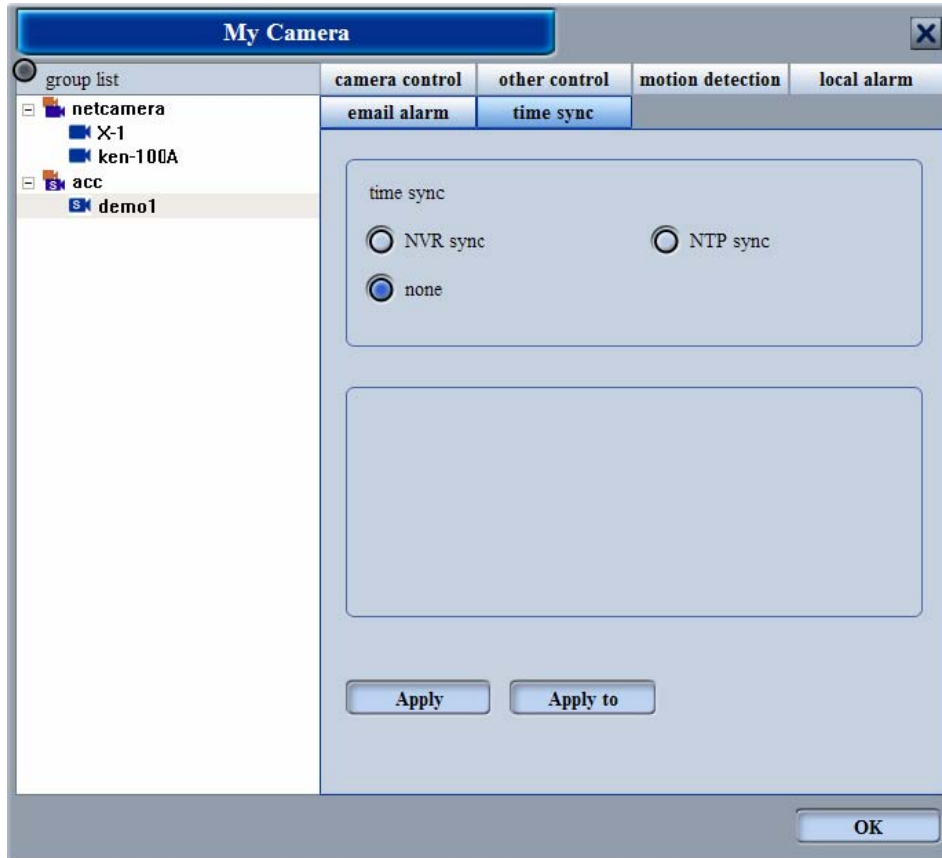 My Camera
group list
netcamera
X-1
ken-100A
acc
demo1
camera control other control motion detection local alarm
email alarm time sync
time sync
NVR sync NTP sync
none
Apply Apply to
OK